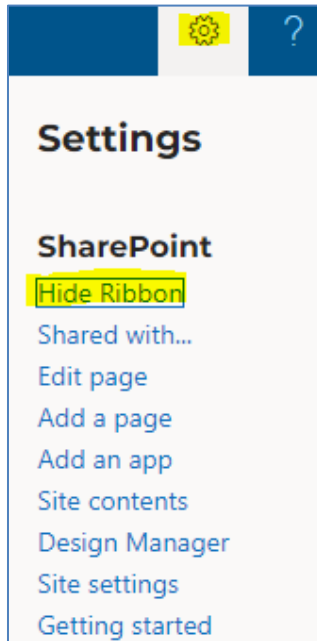 ?
Settings
SharePoint
Hide Ribbon
Shared with...
Edit page
Add a page
Add an app
Site contents
Design Manager
Site settings
Getting started